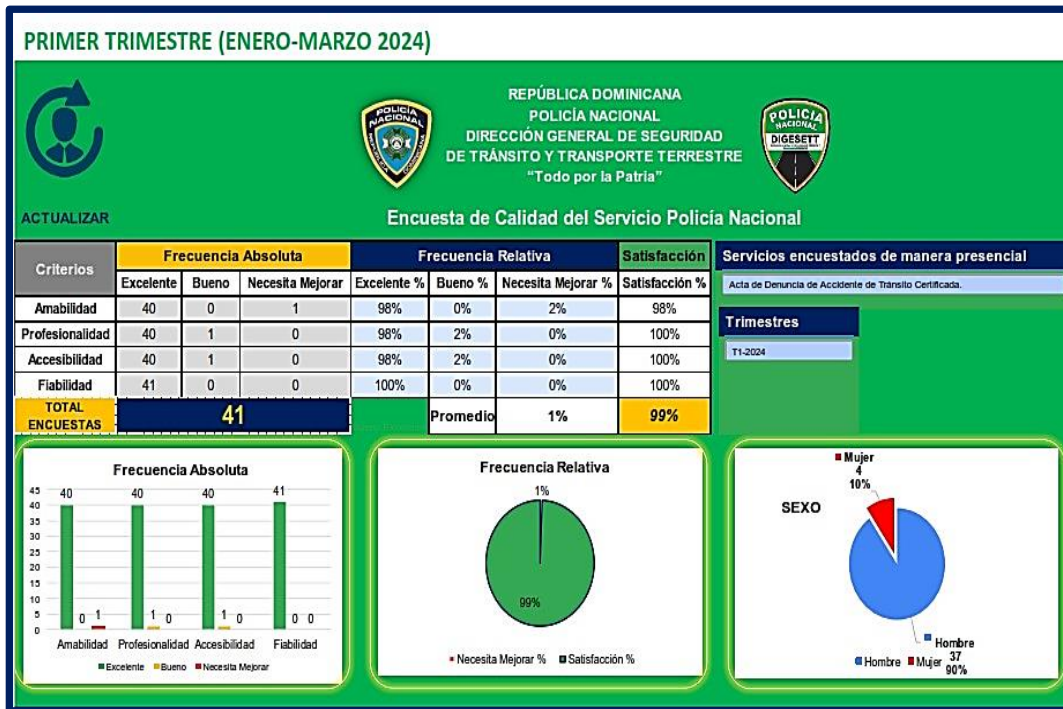 PRIMER TRIMESTRE (ENERO-MARZO 2024)
POLICÍA
NACIONAL
REPÚBLICA DOMINICANA
POLICÍA NACIONAL
DIRECCIÓN GENERAL DE SEGURIDAD
DE TRÁNSITO Y TRANSPORTE TERRESTRE
“Todo por la Patria”
POLICÍA
NACIONAL
DIGESETT
ACTUALIZAR
Encuesta de Calidad del Servicio Policía Nacional
Criterios Frecuencia Absoluta Frecuencia Relativa Satisfacción
Excelente Bueno Necesita Mejorar Excelente % Bueno % Necesita Mejorar % Satisfacción %
Amabilidad 40 0 1 98% 0% 2% 98%
Profesionalidad 40 1 0 98% 2% 0% 100%
Accesibilidad 40 1 0 98% 2% 0% 100%
Fiabilidad 41 0 0 100% 0% 0% 100%
TOTAL ENCUESTAS 41 Promedio 1% 99%
Servicios encuestados de manera presencial
Acta de Denuncia de Accidente de Tránsito Certificada.
Trimestres
T1-2024
Frecuencia Absoluta
45
40
35
30
25
20
15
10
5
0
40 0 1 40 1 0 40 1 0 41 0 0
Amabilidad Profesionalidad Accesibilidad Fiabilidad
Excelente Bueno Necesita Mejorar
Frecuencia Relativa
1%
99%
Necesita Mejorar % Satisfacción %
SEXO
Mujer
4
10%
Hombre
37
90%
Hombre Mujer